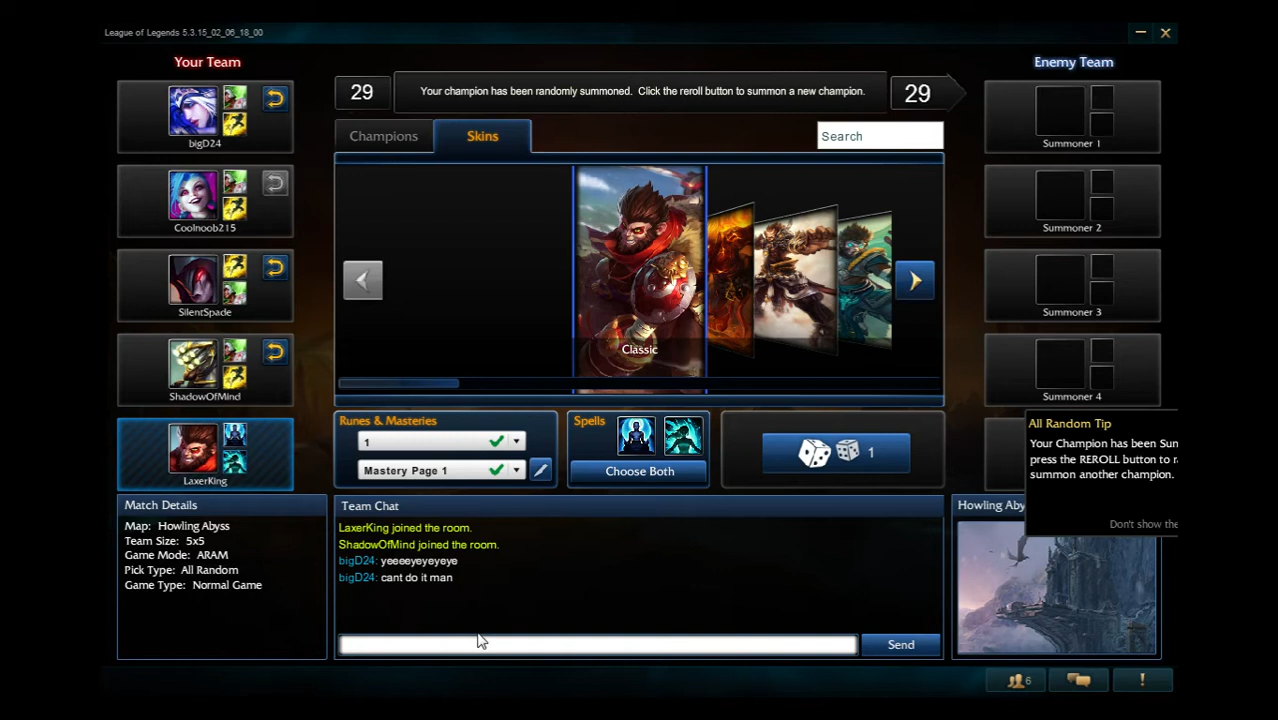 League of Legends 5.3.15_02_06_18_00
Your Team
29
Your champion has been randomly summoned. Click the reroll button to summon a new champion.
29
Enemy Team
bigD24
Coolnoob215
SilentSpade
ShadowOfMind
LaxerKing
Champions
Skins
Search
Classic
Summoner 1
Summoner 2
Summoner 3
Summoner 4
Runes & Masteries
1
Mastery Page 1
Spells
Choose Both
1
All Random Tip
Your Champion has been Sun
press the REROLL button to r
summon another champion.
Don't show the
Match Details
Map: Howling Abyss
Team Size: 5x5
Game Mode: ARAM
Pick Type: All Random
Game Type: Normal Game
Team Chat
LaxerKing joined the room.
ShadowOfMind joined the room.
bigD24: yeeeeyeyeyeye
bigD24: cant do it man
Send
Howling Aby
6